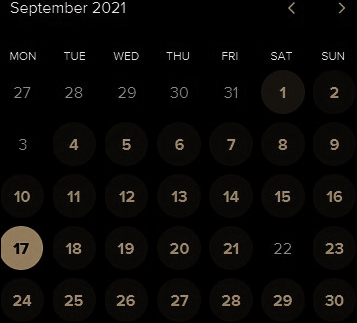 September 2021 < >
MON TUE WED THU FRI SAT SUN
27 28 29 30 31 1 2
3 4 5 6 7 8 9
10 11 12 13 14 15 16
17 18 19 20 21 22 23
24 25 26 27 28 29 30